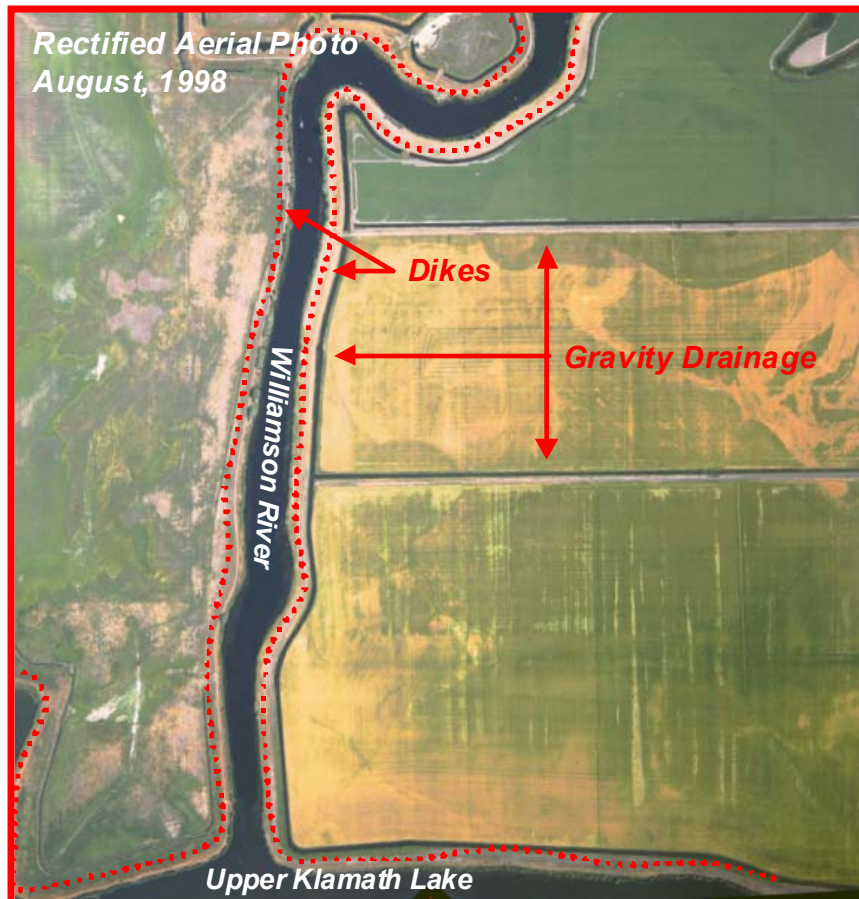 Rectified Aerial Photo
August, 1998
Dikes
Gravity Drainage
Williamson River
Upper Klamath Lake